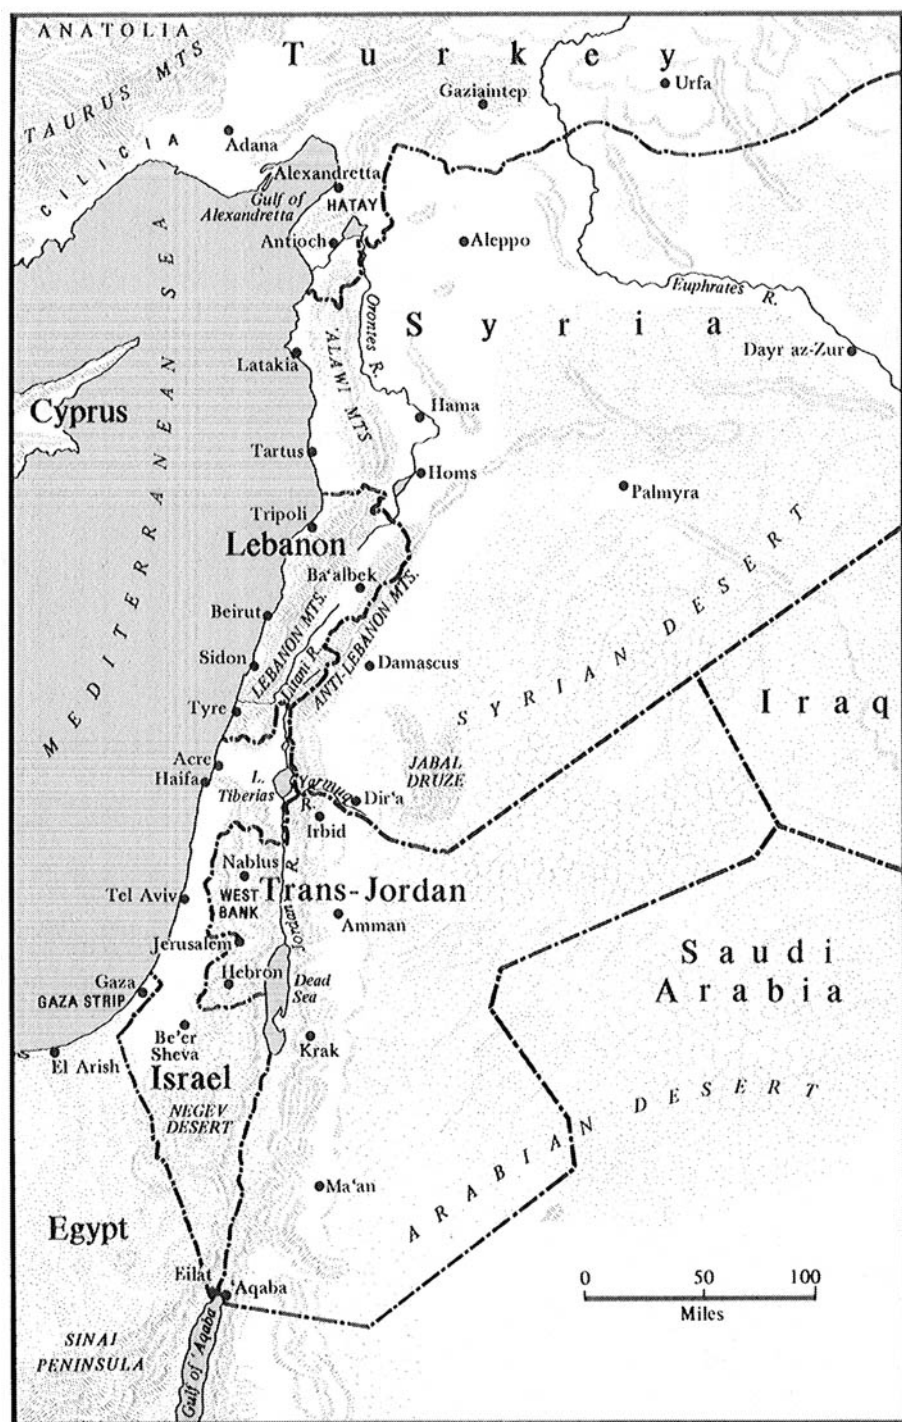 ANATOLIA
Turkey
TAURUS MTS
Gaziaintep
Urfa
CILICIA
Adana
Alexandretta
Gulf of
Alexandretta
HATAY
Antioch
Aleppo
Euphrates R.
Orontes R.
Syria
'ALAWI MTS
Latakia
Dayr az-Zur
Cyprus
Hama
MEDITERRANEAN SEA
Tartus
Homs
Palmyra
Tripoli
Lebanon
Ba'albek
SYRIAN DESERT
Beirut
LEBANON MTS.
Litani R.
ANTI-LEBANON MTS.
Sidon
Damascus
Tyre
Iraq
Acre
Haifa
L.
Tiberias
Yarmuq
R.
JABAL
DRUZE
Dir'a
Irbid
Nablus
WEST
BANK
Trans-Jordan
Jordan R.
Tel Aviv
Amman
Jerusalem
Saudi
Arabia
Gaza
GAZA STRIP
Hebron
Dead
Sea
Be'er
Sheva
Krak
El Arish
Israel
NEGEV
DESERT
ARABIAN DESERT
Ma'an
Egypt
Eilat
'Aqaba
0 50 100
Miles
SINAI
PENINSULA
Gulf of 'Aqaba